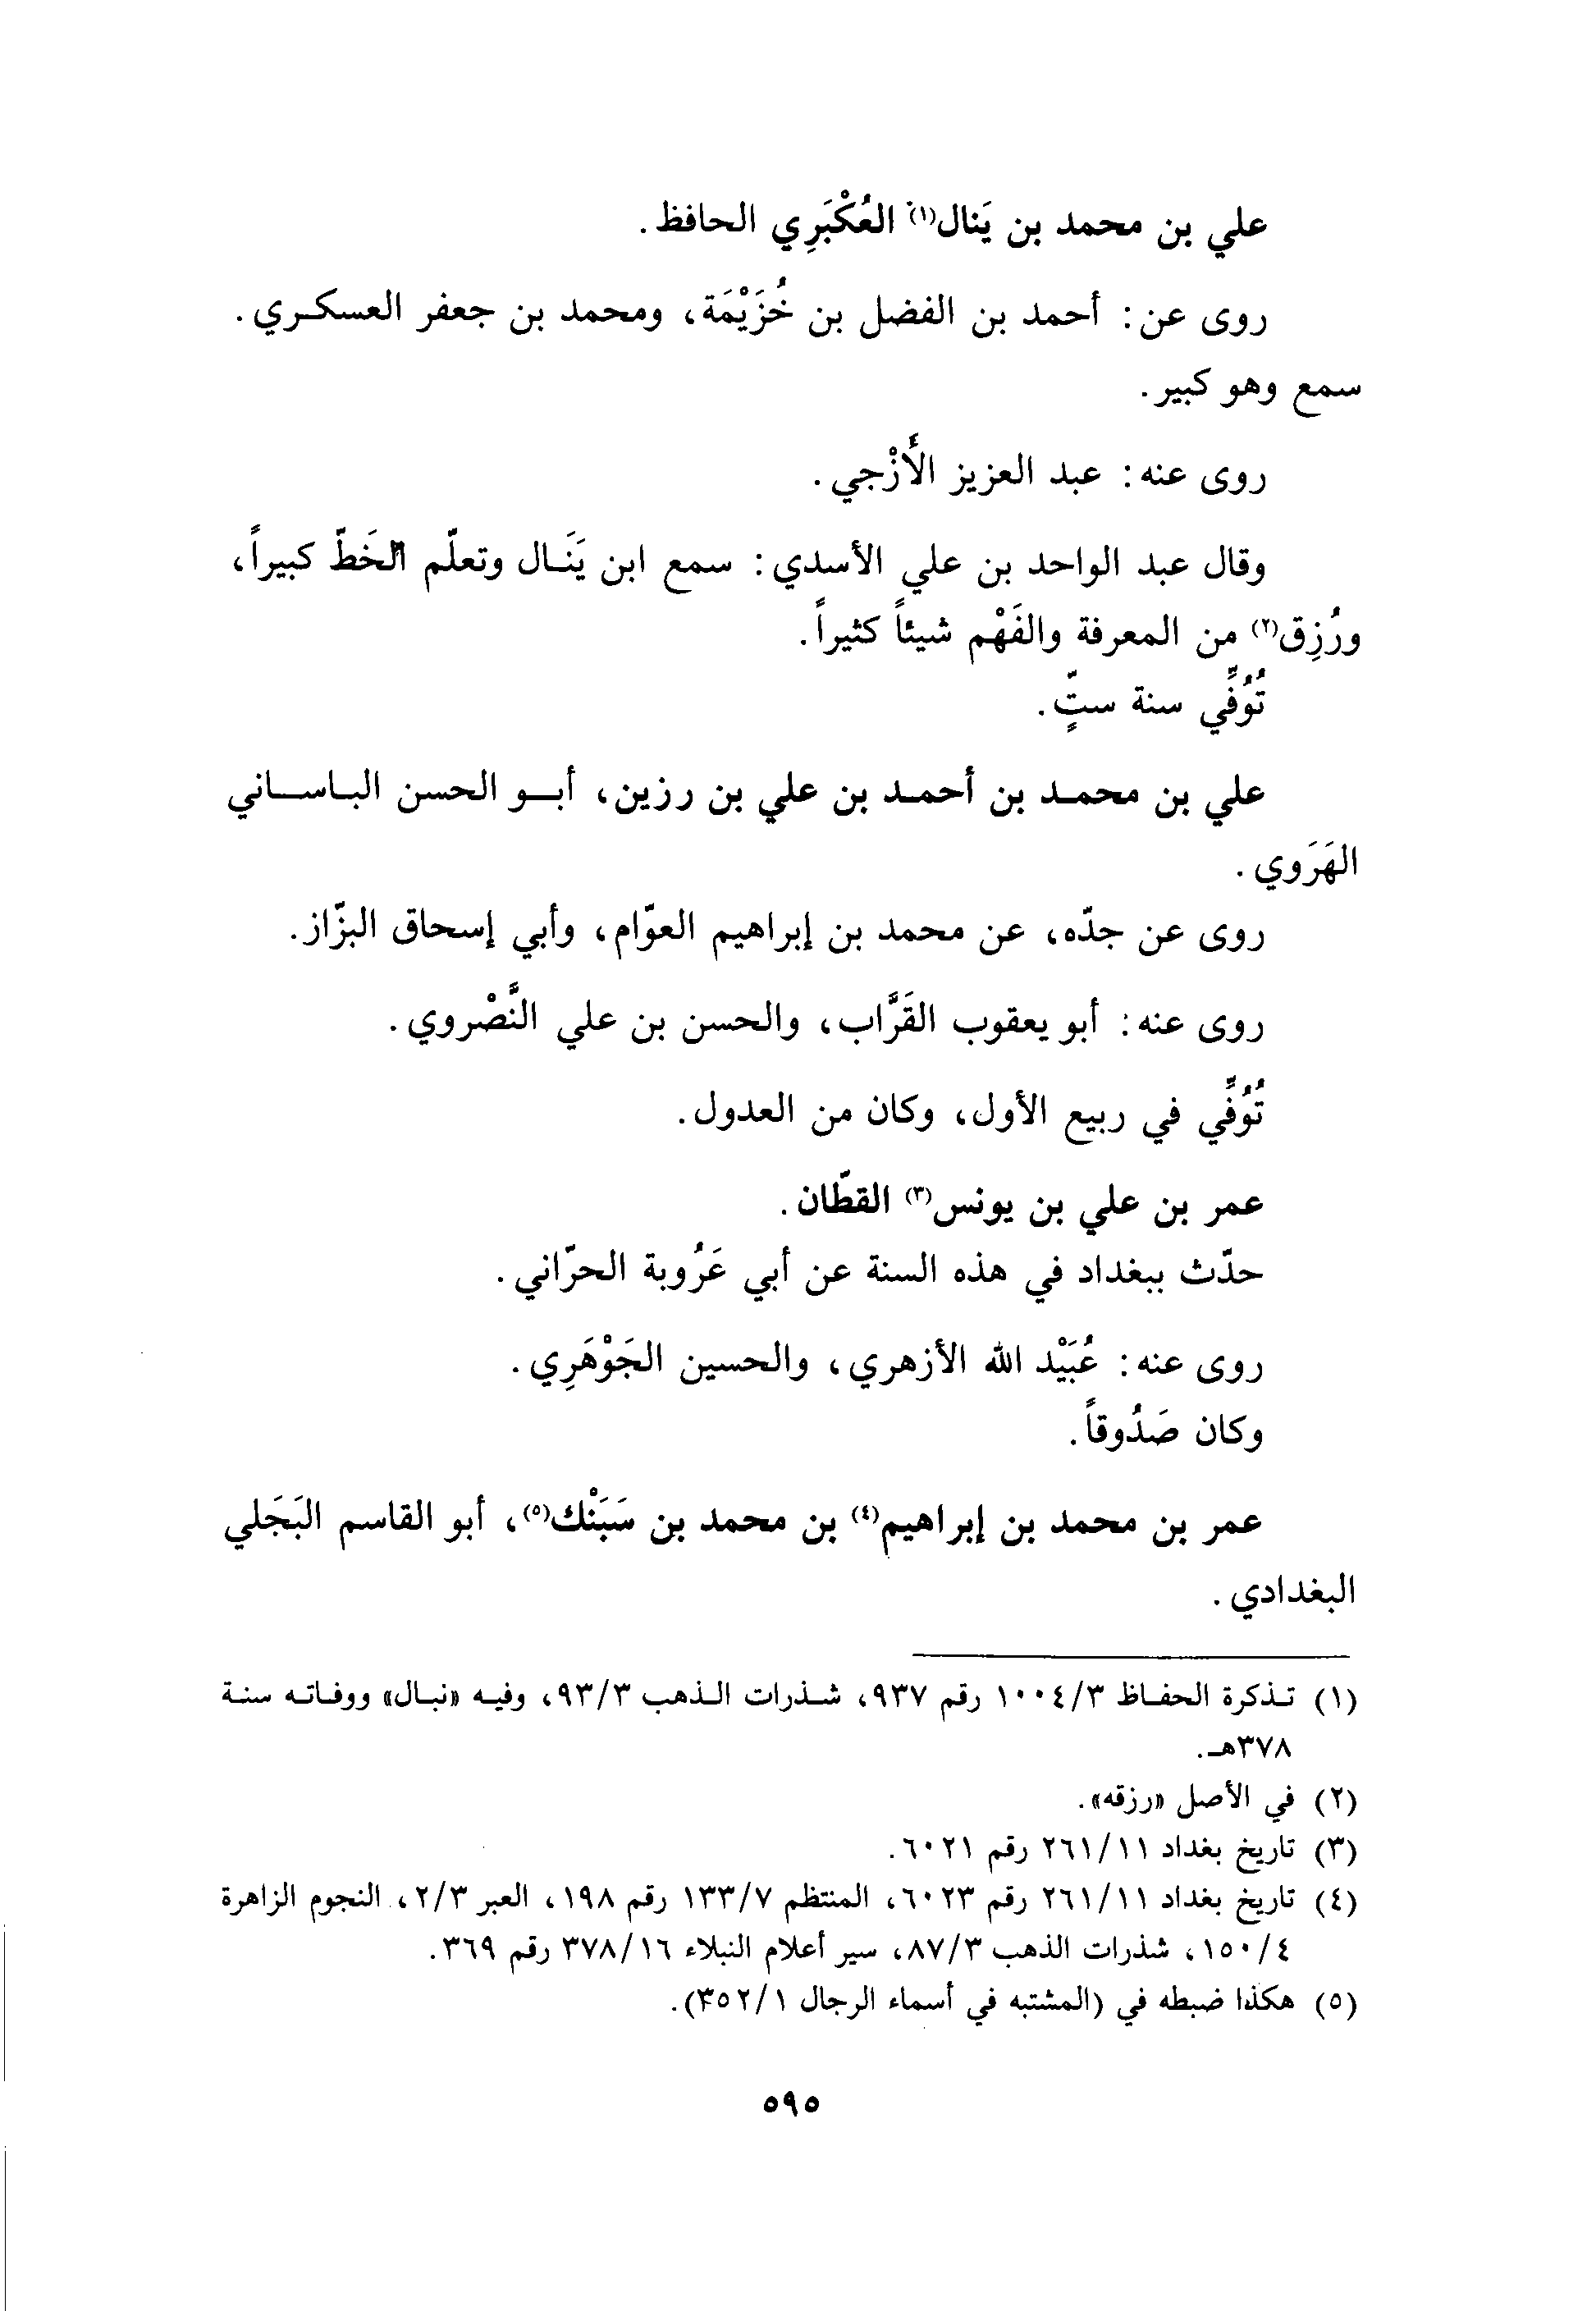 علي بن محمد بن يَنال(١) العُكْبَرِي الحافظ.
روى عن: أحمد بن الفضل بن خُزَيْمَة، ومحمد بن جعفر العسكري.
سمع وهو كبير.
روى عنه: عبد العزيز الأَزْجي.
وقال عبد الواحد بن علي الأسدي: سمع ابن يَنَال وتعلّم الخَطّ كبيراً،
ورُزِق(٢) من المعرفة والفَهْم شيئاً كثيراً.
تُوُفِّي سنة ستٍّ.
علي بن محمد بن أحمد بن علي بن رزين، أبو الحسن الباساني
الهَرَوي.
روى عن جدّه، عن محمد بن إبراهيم العوّام، وأبي إسحاق البزّاز.
روى عنه: أبو يعقوب القَرَّاب، والحسن بن علي النَّصْروي.
تُوُفِّي في ربيع الأول، وكان من العدول.
عمر بن علي بن يونس(٣) القطّان.
حدّث ببغداد في هذه السنة عن أبي عَرُوبة الحرّاني.
روى عنه: عُبَيْد الله الأزهري، والحسين الجَوْهَرِي.
وكان صَدُوقاً.
عمر بن محمد بن إبراهيم(٤) بن محمد بن سَبَنْك(٥)، أبو القاسم البَجَلي
البغدادي.
(١) تذكرة الحفاظ ١٠٠٤/٣ رقم ٩٣٧، شذرات الذهب ٩٣/٣، وفيه «نبال» ووفاته سنة
٣٧٨هـ.
(٢) في الأصل «رزقه».
(٣) تاريخ بغداد ٢٦١/١١ رقم ٦٠٢١.
(٤) تاريخ بغداد ٢٦١/١١ رقم ٦٠٢٣، المنتظم ١٣٣/٧ رقم ١٩٨، العبر ٢/٣، النجوم الزاهرة
١٥٠/٤، شذرات الذهب ٨٧/٣، سير أعلام النبلاء ٣٧٨/١٦ رقم ٣٦٩.
(٥) هكذا ضبطه في (المشتبه في أسماء الرجال ٣٥٢/١).
٥٩٥